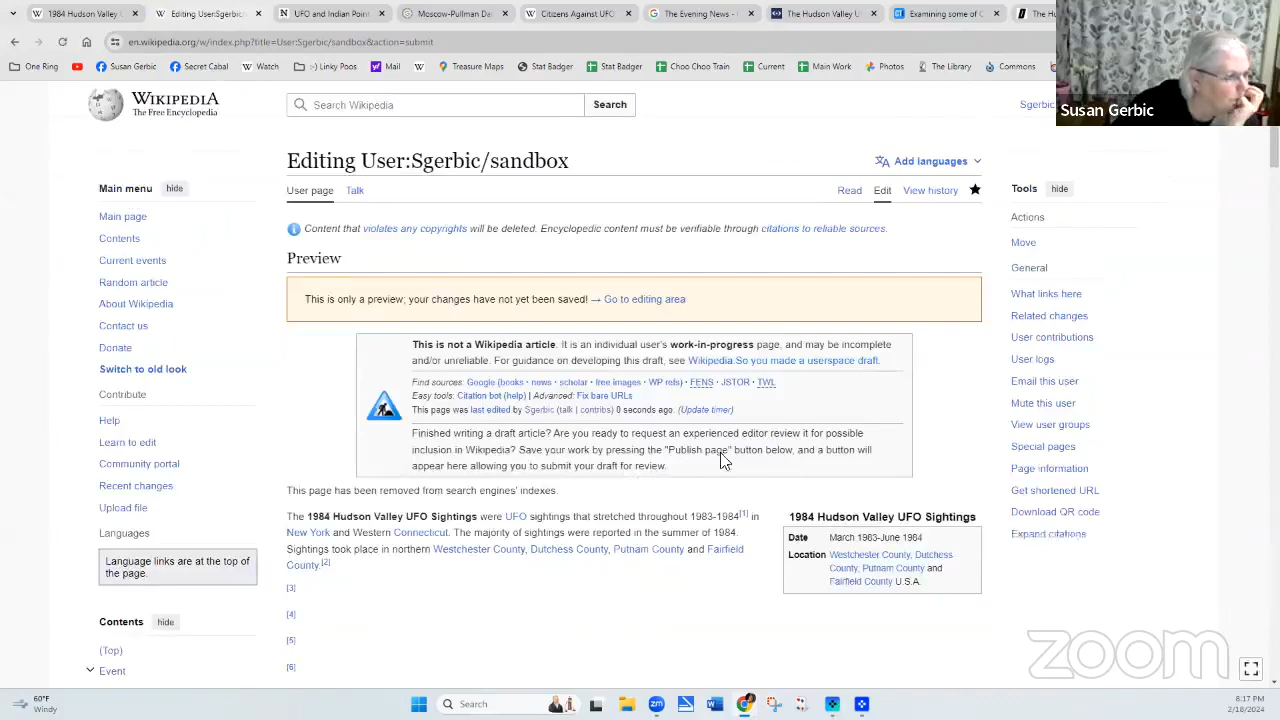 The Hudson Valley
1984 Hudson Valle
UFO Incident in Pon
Moscow-Pullman Da
Citizens Against UFO
The Evening News -
The Hudson Valley U
Examining some of C
The Hu
en.wikipedia.org/w/index.php?title=User:Sgerbic/sandbox&action=submit
One Ring
Susan Gerbic
Secret Cabal
Watch
:-) Linky Pool
Mail
Treasure Maps
Stat Badger
Stat Badger
Choo Choo Train
Current
Main Work
Photos
The Library
Commons
Susan Gerbic
WIKIPEDIA
The Free Encyclopedia
Search Wikipedia
Search
Sgerbic
Editing User:Sgerbic/sandbox
Add languages
User page
Talk
Read
Edit
View history
Content that violates any copyrights will be deleted. Encyclopedic content must be verifiable through citations to reliable sources.
Preview
This is only a preview; your changes have not yet been saved! → Go to editing area
This is not a Wikipedia article. It is an individual user's work-in-progress page, and may be incomplete
and/or unreliable. For guidance on developing this draft, see Wikipedia:So you made a userspace draft.
Find sources: Google (books · news · scholar · free images · WP refs) · FENS · JSTOR · TWL
Easy tools: Citation bot (help) | Advanced: Fix bare URLs
This page was last edited by Sgerbic (talk | contribs) 0 seconds ago. (Update timer)
Finished writing a draft article? Are you ready to request an experienced editor review it for possible
inclusion in Wikipedia? Save your work by pressing the "Publish page" button below, and a button will
appear here allowing you to submit your draft for review.
This page has been removed from search engines' indexes.
The 1984 Hudson Valley UFO Sightings were UFO sightings that stretched throughout 1983-1984[1] in
New York and Western Connecticut. The majority of sightings were reported in the summer of 1984.
Sightings took place in northern Westchester County, Dutchess County, Putnam County and Fairfield
County.[2]
[3]
[4]
[5]
[6]
1984 Hudson Valley UFO Sightings
Date March 1983-June 1984
Location Westchester County, Dutchess
County, Putnam County and
Fairfield County U.S.A.
Main menu hide
Main page
Contents
Current events
Random article
About Wikipedia
Contact us
Donate
Switch to old look
Contribute
Help
Learn to edit
Community portal
Recent changes
Upload file
Languages
Language links are at the top of
the page.
Contents hide
(Top)
Event
Tools hide
Actions
Move
General
What links here
Related changes
User contributions
User logs
Email this user
Mute this user
View user groups
Special pages
Page information
Get shortened URL
Download QR code
Expand citations
zoom
60°F
Windy
Search
8:17 PM
2/18/2024